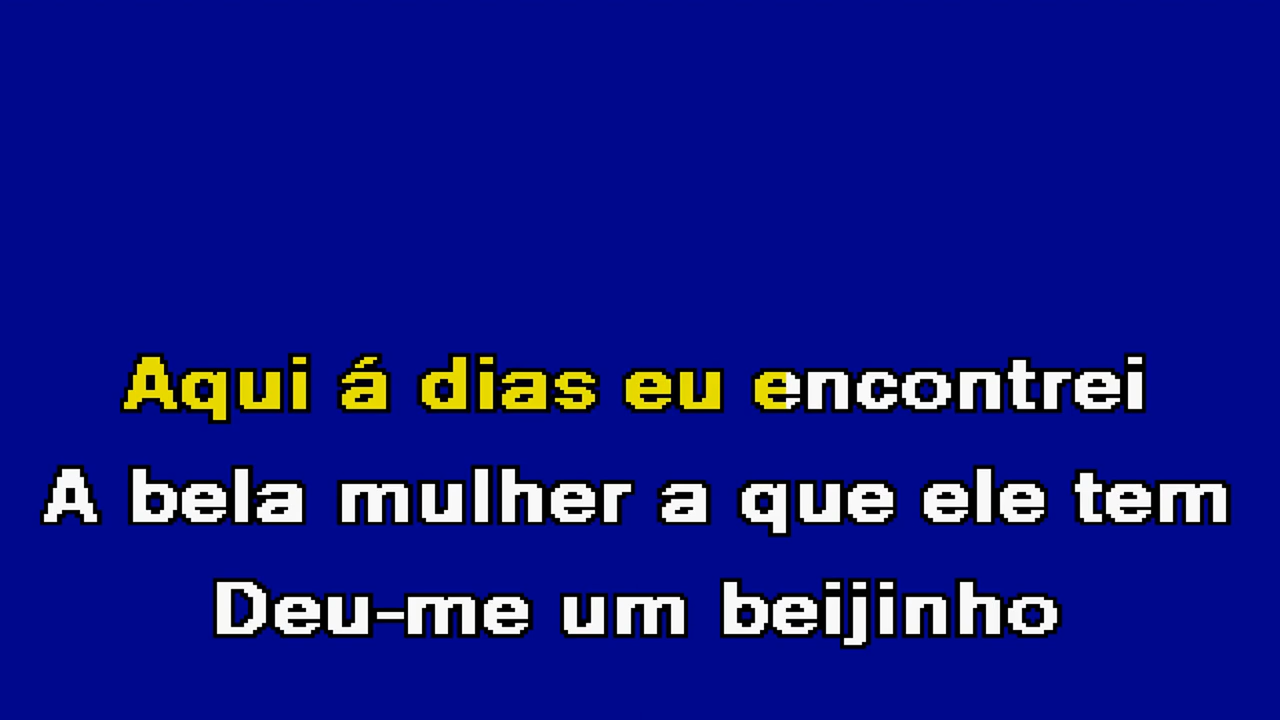 Aqui á dias eu encontrei
A bela mulher a que ele tem
Deu-me um beijinho